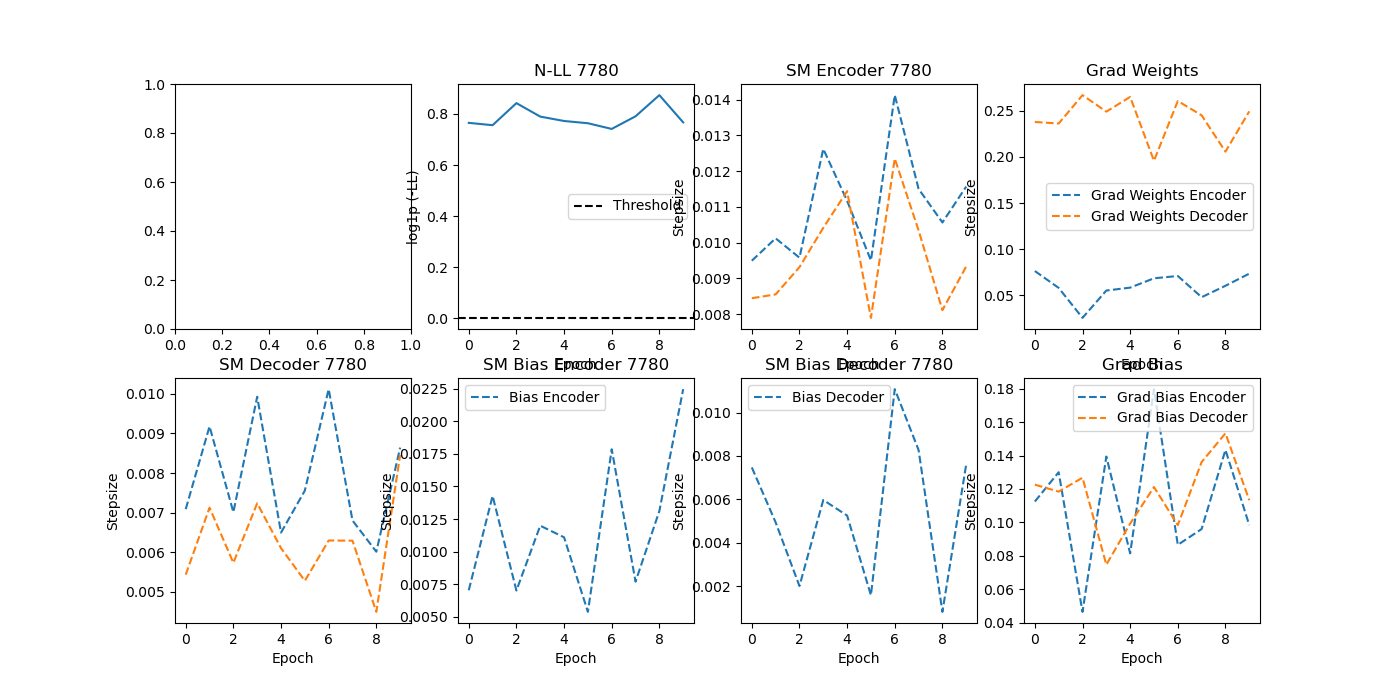 1.0
0.8
0.6
0.4
0.2
0.0
0.0 0.2 0.4 0.6 0.8 1.0
N-LL 7780
log1p (-LL)
0.8
0.6
0.4
0.2
0.0
Threshold
0 2 4 6 8
Epoch
SM Encoder 7780
Stepsize
0.014
0.013
0.012
0.011
0.010
0.009
0.008
0 2 4 6 8
Epoch
Grad Weights
Stepsize
0.25
0.20
0.10
0.05
Grad Weights Encoder
Grad Weights Decoder
0 2 4 6 8
Epoch
SM Decoder 7780
Stepsize
0.010
0.009
0.008
0.007
0.006
0.005
0 2 4 6 8
Epoch
SM Bias Encoder 7780
Stepsize
0.0225
0.0200
0.0175
0.0150
0.0125
0.0100
0.0075
0.0050
Bias Encoder
0 2 4 6 8
Epoch
SM Bias Decoder 7780
Stepsize
0.010
0.008
0.006
0.004
0.002
Bias Decoder
0 2 4 6 8
Epoch
Grad Bias
Stepsize
0.18
0.16
0.14
0.12
0.10
0.08
0.06
0.04
Grad Bias Encoder
Grad Bias Decoder
0 2 4 6 8
Epoch